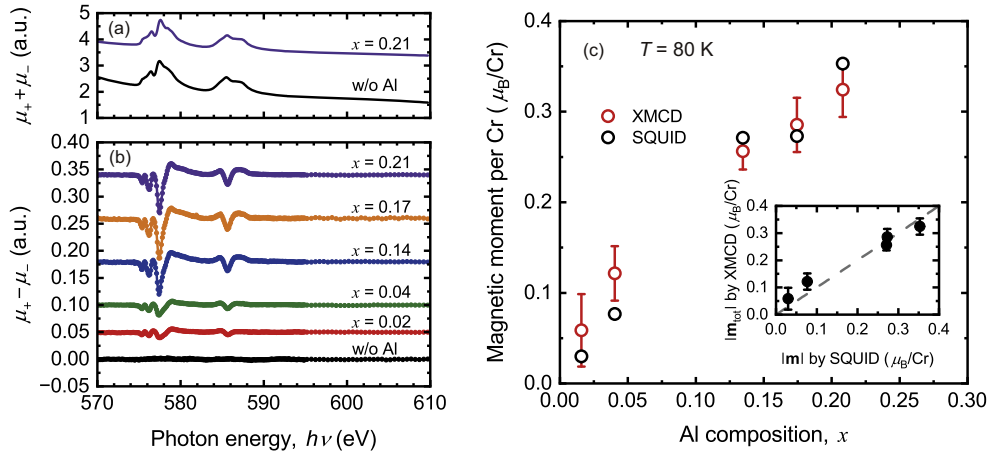 (a)
μ₊ + μ₋ (a.u.)
5
4
3
2
1
x = 0.21
w/o Al
(b)
μ₊ − μ₋ (a.u.)
0.40
0.35
0.30
0.25
0.20
0.15
0.10
0.05
0.00
−0.05
x = 0.21
x = 0.17
x = 0.14
x = 0.04
x = 0.02
w/o Al
570 580 590 600 610
Photon energy, hν (eV)
(c)
T = 80 K
XMCD
SQUID
Magnetic moment per Cr ( μB/Cr)
0.4
0.3
0.2
0.1
0.0
0.00 0.05 0.10 0.15 0.20 0.25 0.30
Al composition, x
|mtot| by XMCD ( μB/Cr)
0.4
0.3
0.2
0.1
0.0
0.0 0.1 0.2 0.3 0.4
|m| by SQUID ( μB/Cr)